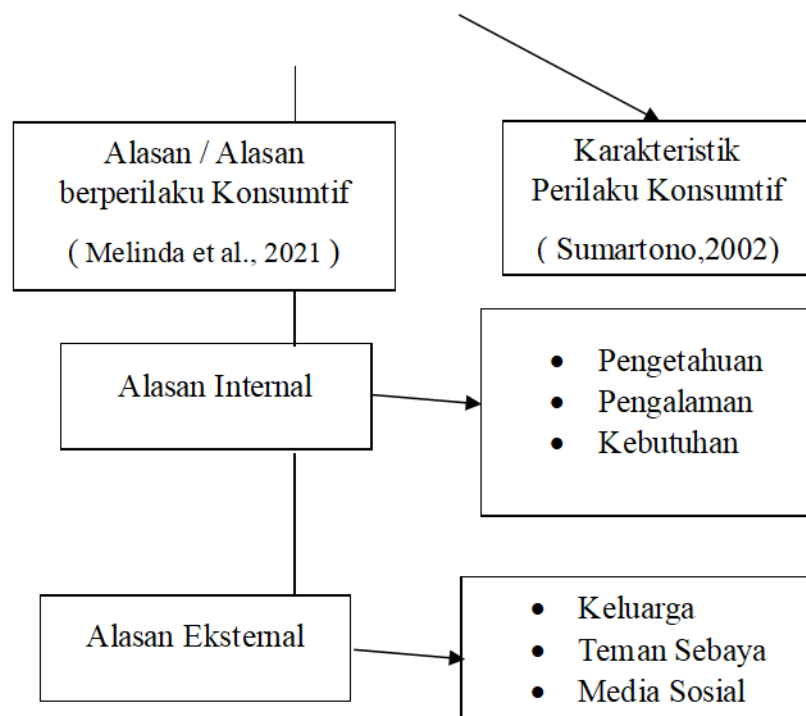 Alasan / Alasan
berperilaku Konsumtif
( Melinda et al., 2021 )
Karakteristik
Perilaku Konsumtif
( Sumartono,2002)
Alasan Internal
• Pengetahuan
• Pengalaman
• Kebutuhan
Alasan Eksternal
• Keluarga
• Teman Sebaya
• Media Sosial